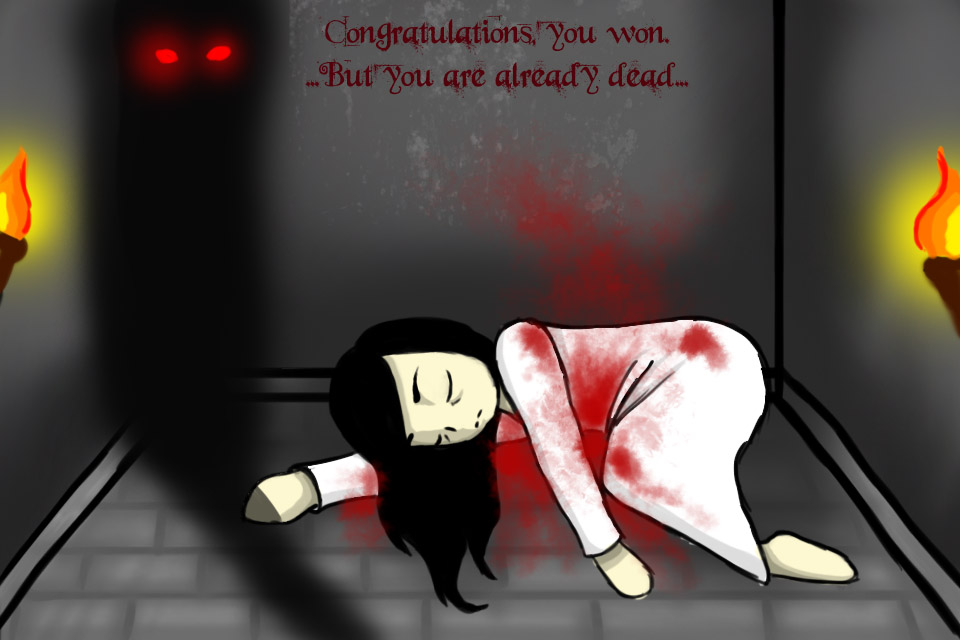 Congratulations, you won.
...But you are already dead...